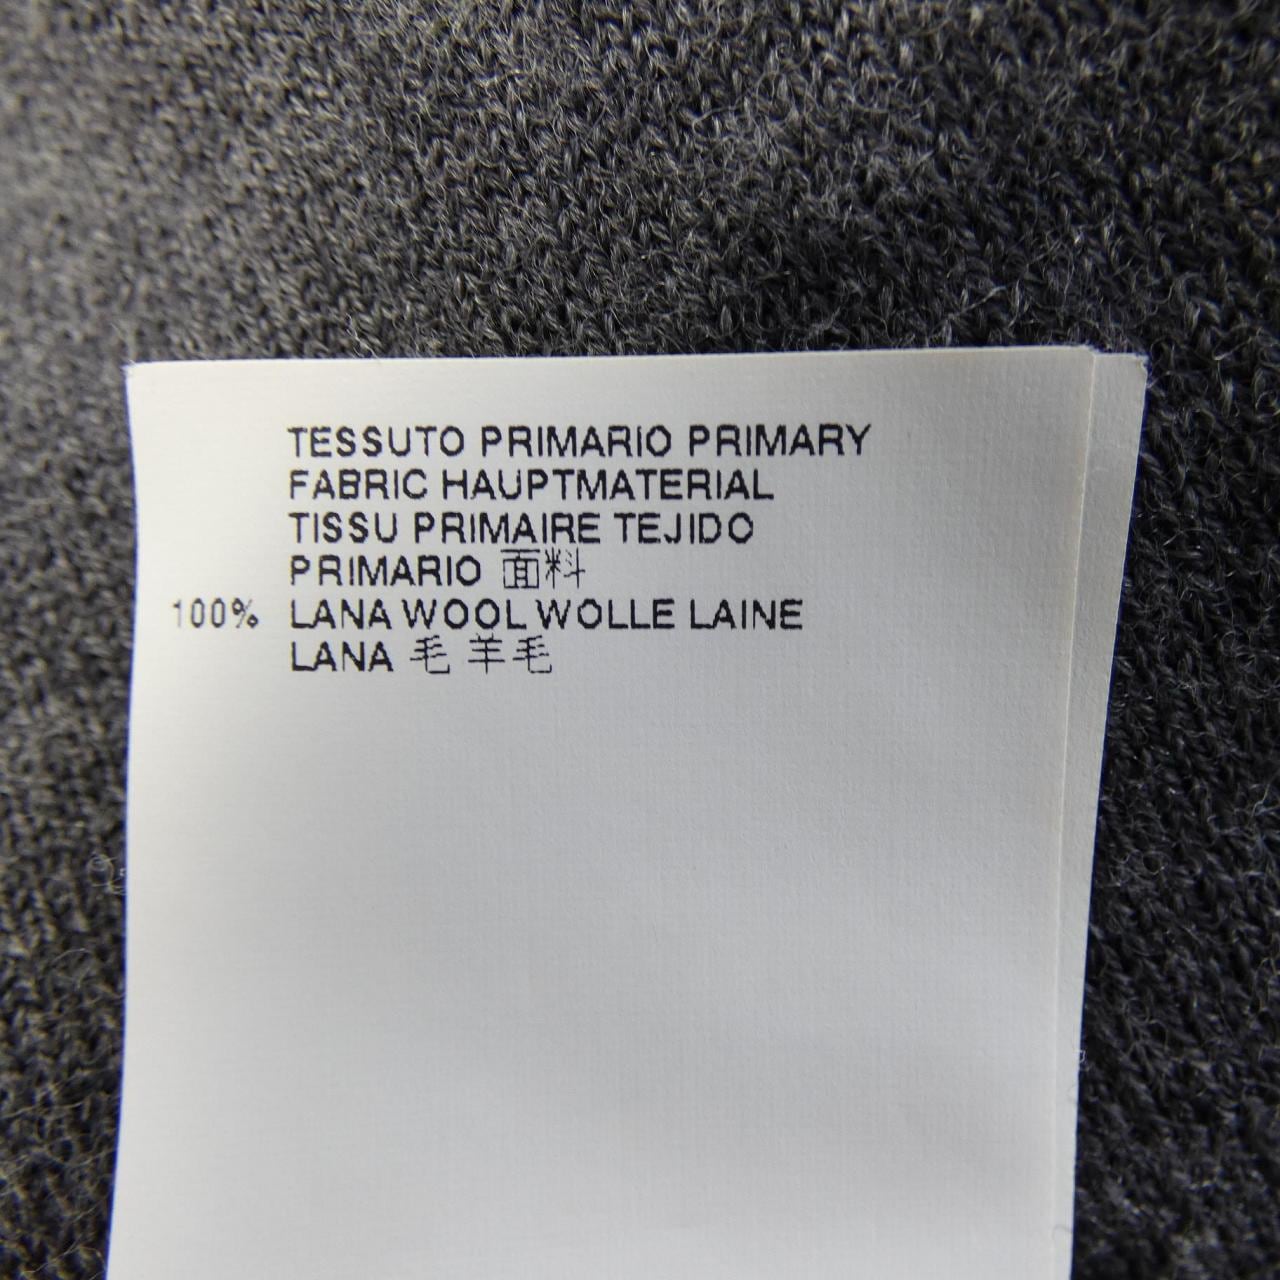 TESSUTO PRIMARIO PRIMARY
FABRIC HAUPTMATERIAL
TISSU PRIMAIRE TEJIDO
PRIMARIO 面料
100% LANA WOOL WOLLE LAINE
LANA 毛 羊毛